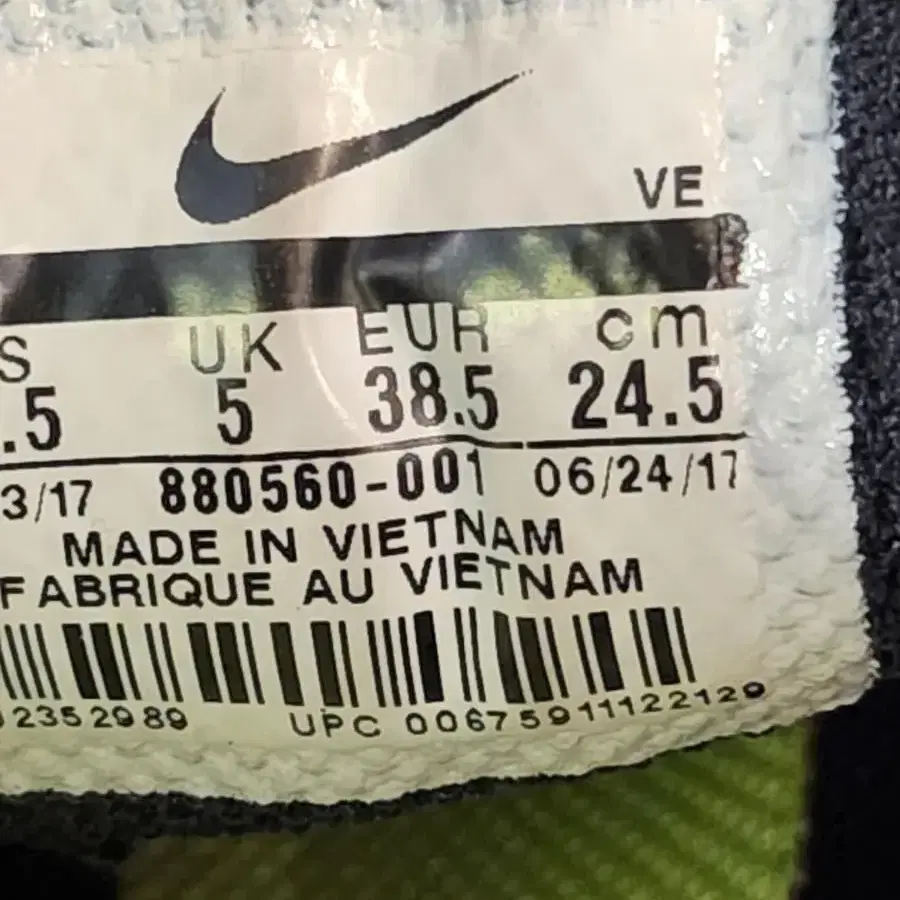 VE
S UK EUR cm
.5 5 38.5 24.5
3/17 880560-001 06/24/17
MADE IN VIETNAM
FABRIQUE AU VIETNAM
2352989 UPC 00675911122129